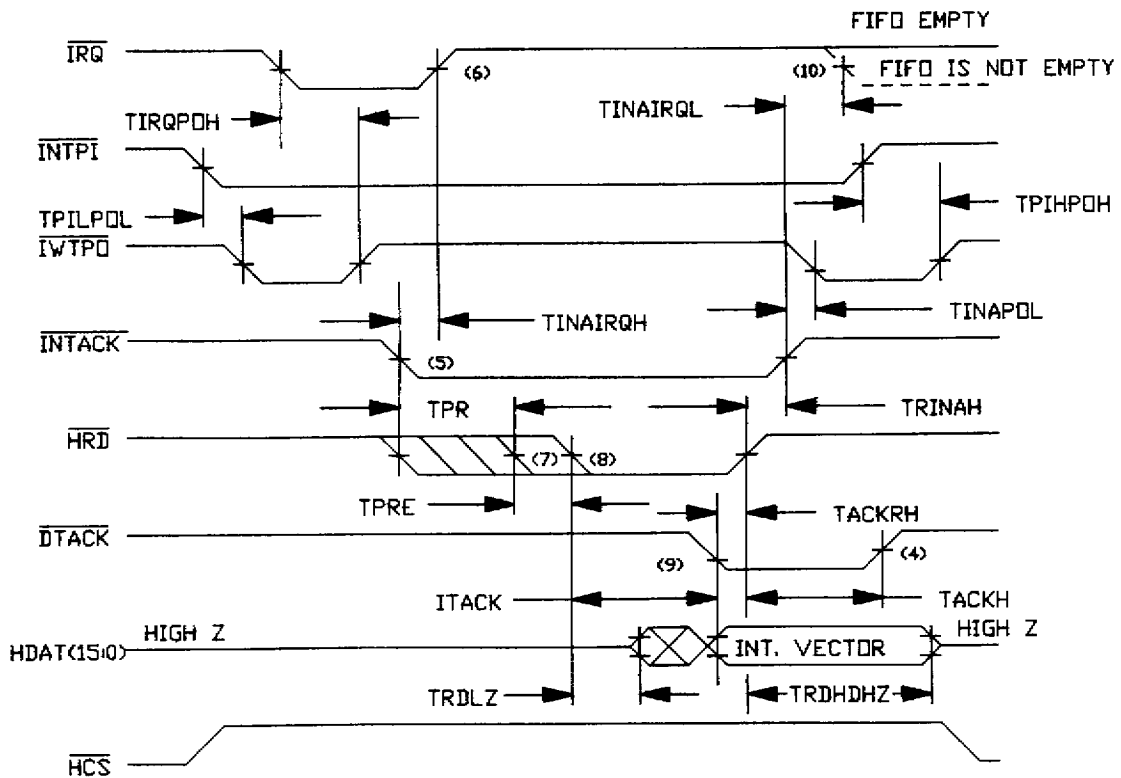 FIFO EMPTY
IRQ
(6)
(10)
FIFO IS NOT EMPTY
TIRQPOH
TINAIRQL
INTPI
TPILPOL
TPIHPOH
IWTPO
TINAIRQH
TINAPOL
INTACK
(5)
TPR
TRINAH
HRD
(7)
(8)
TPRE
TACKRH
DTACK
(9)
(4)
ITACK
TACKH
HDAT(15:0)
HIGH Z
INT. VECTOR
HIGH Z
TRDLZ
TRDHDHZ
HCS